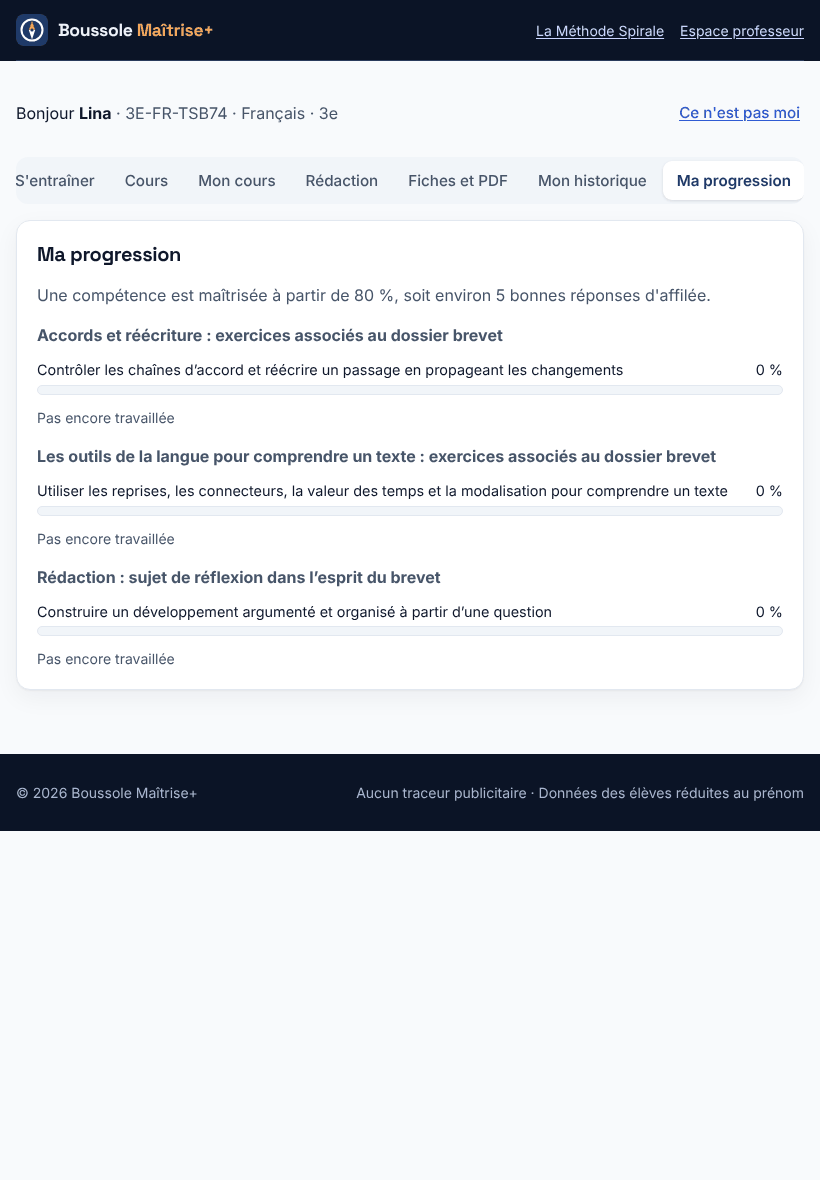 Boussole Maîtrise+
La Méthode Spirale
Espace professeur
Bonjour Lina · 3E-FR-TSB74 · Français · 3e
Ce n'est pas moi
S'entraîner
Cours
Mon cours
Rédaction
Fiches et PDF
Mon historique
Ma progression
Ma progression
Une compétence est maîtrisée à partir de 80 %, soit environ 5 bonnes réponses d'affilée.
Accords et réécriture : exercices associés au dossier brevet
Contrôler les chaînes d’accord et réécrire un passage en propageant les changements
0 %
Pas encore travaillée
Les outils de la langue pour comprendre un texte : exercices associés au dossier brevet
Utiliser les reprises, les connecteurs, la valeur des temps et la modalisation pour comprendre un texte
0 %
Pas encore travaillée
Rédaction : sujet de réflexion dans l’esprit du brevet
Construire un développement argumenté et organisé à partir d’une question
0 %
Pas encore travaillée
© 2026 Boussole Maîtrise+
Aucun traceur publicitaire · Données des élèves réduites au prénom